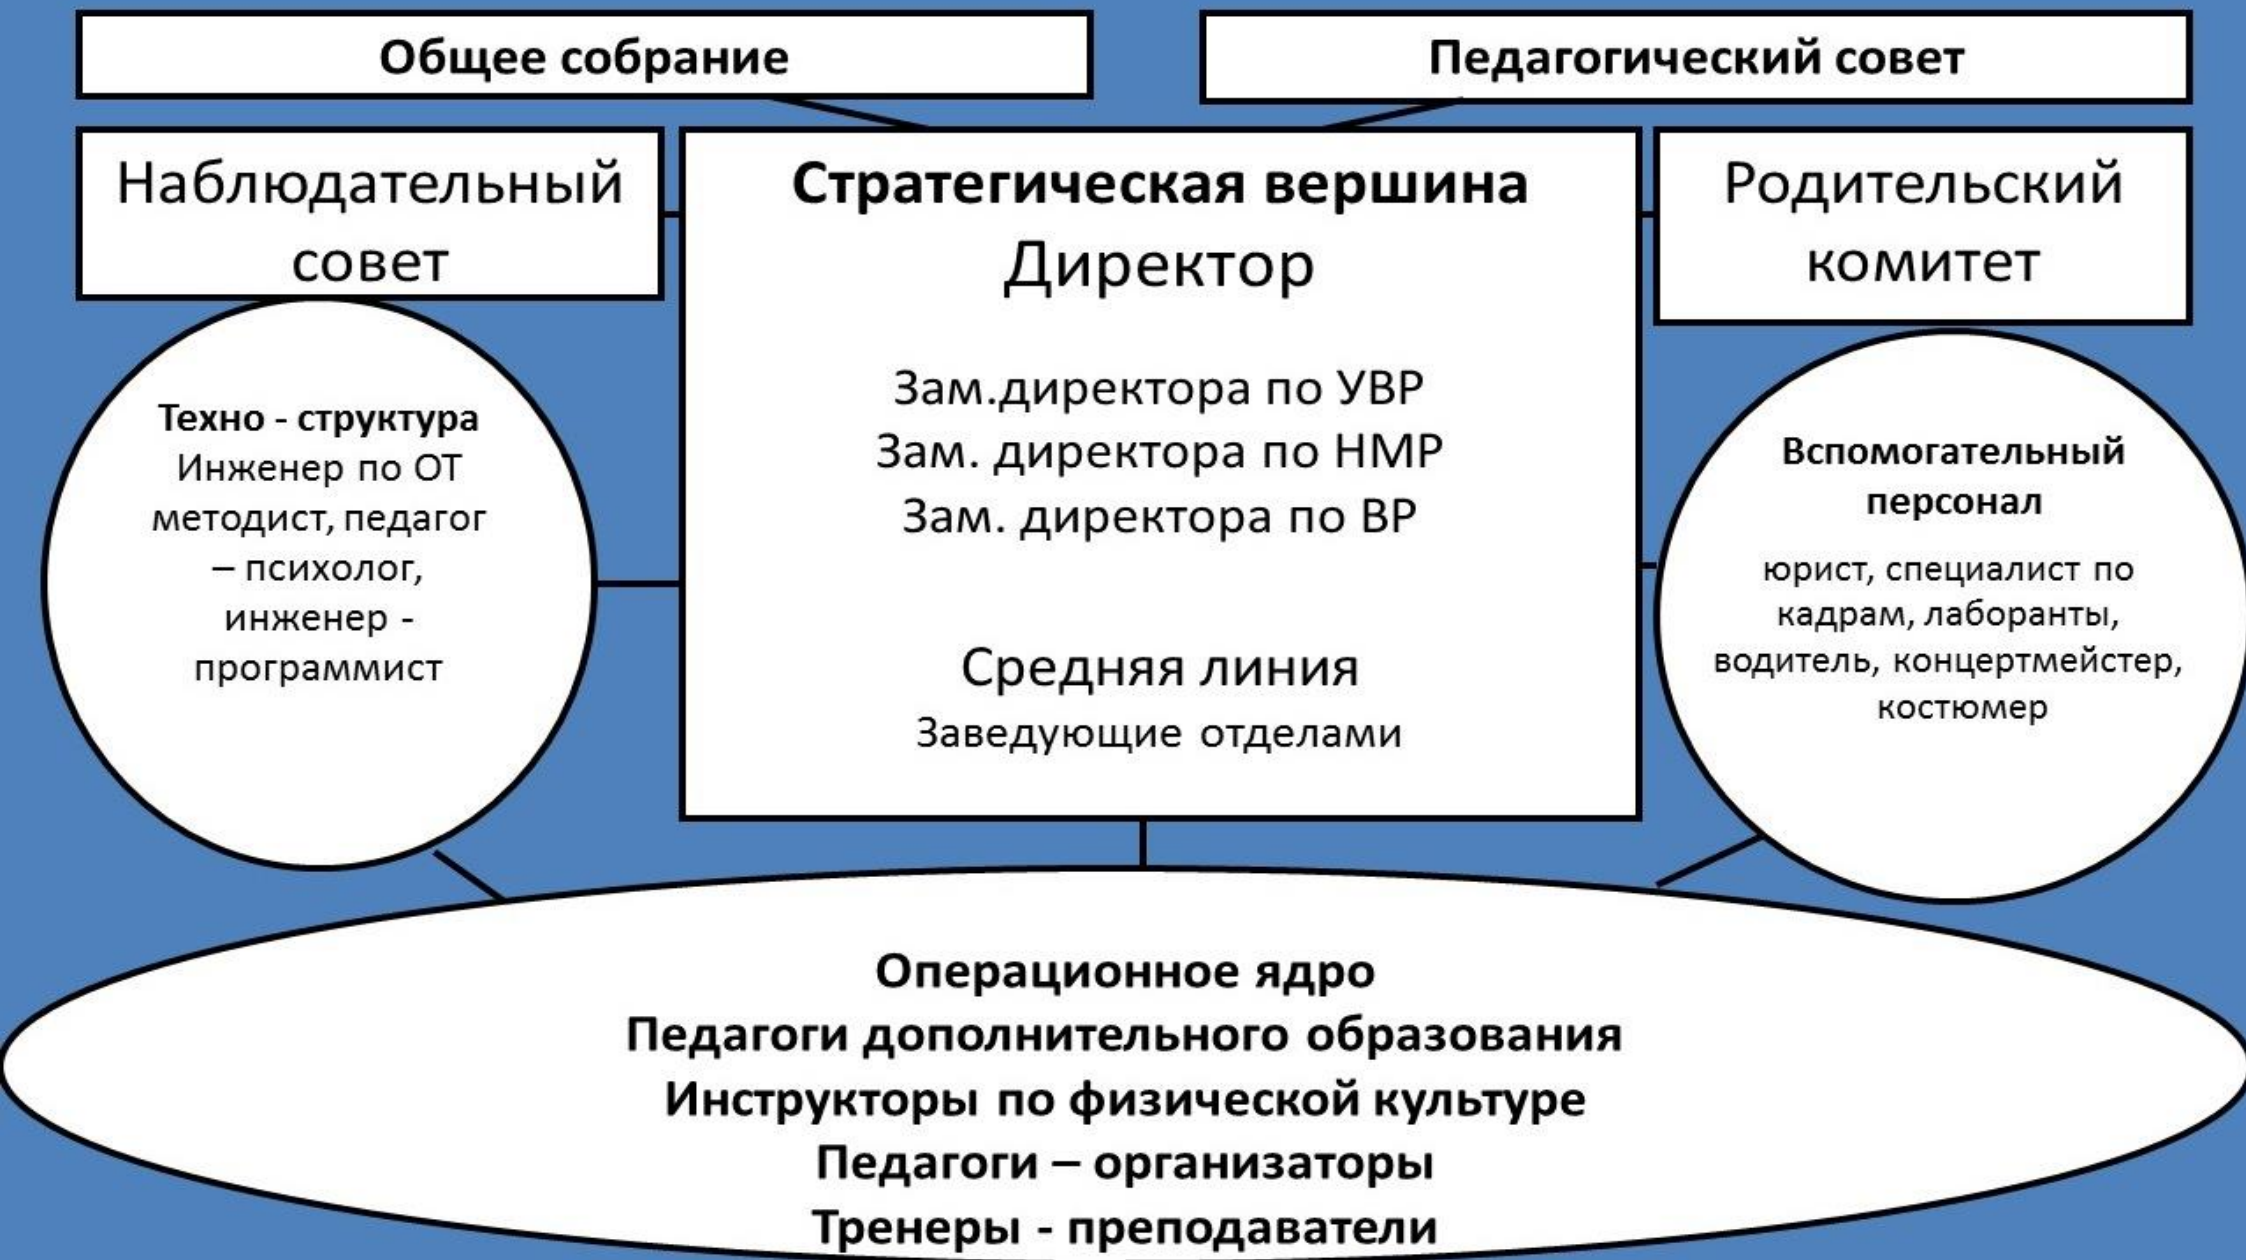 Общее собрание
Педагогический совет
Наблюдательный
совет
Стратегическая вершина
Директор
Зам.директора по УВР
Зам. директора по НМР
Зам. директора по ВР
Средняя линия
Заведующие отделами
Родительский
комитет
Техно - структура
Инженер по ОТ
методист, педагог
– психолог,
инженер -
программист
Вспомогательный
персонал
юрист, специалист по
кадрам, лаборанты,
водитель, концертмейстер,
костюмер
Операционное ядро
Педагоги дополнительного образования
Инструкторы по физической культуре
Педагоги – организаторы
Тренеры - преподаватели